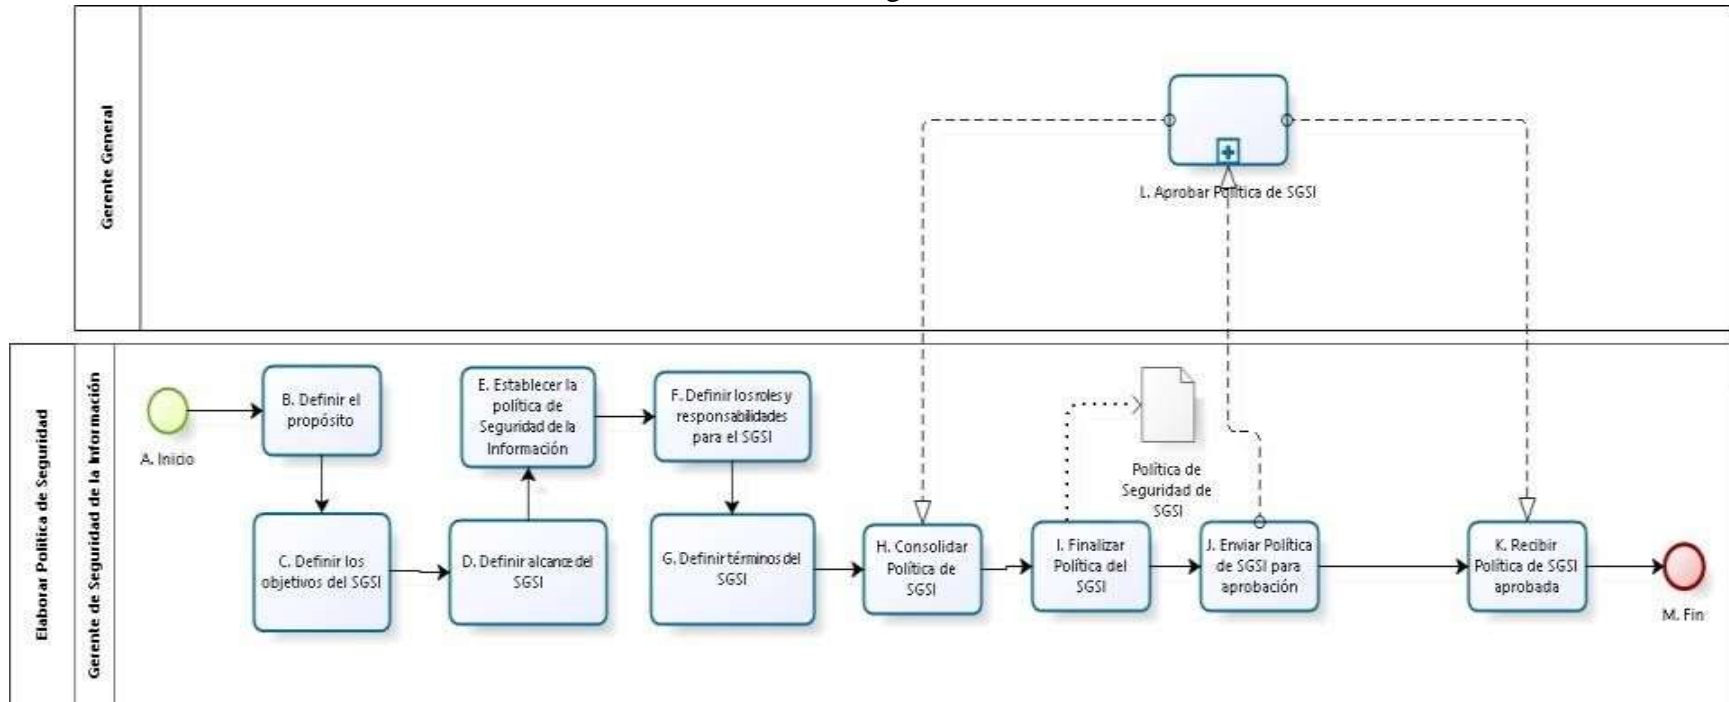 Gerente General
L. Aprobar Política de SGSI
Elaborar Política de Seguridad
Gerente de Seguridad de la Información
A. Inicio
B. Definir el
propósito
C. Definir los
objetivos del SGSI
D. Definir alcance del
SGSI
E. Establecer la
política de
Seguridad de la
Información
F. Definir los roles y
responsabilidades
para el SGSI
G. Definir términos del
SGSI
H. Consolidar
Política de
SGSI
I. Finalizar
Política del
SGSI
Política de
Seguridad de
SGSI
J. Enviar Política
de SGSI para
aprobación
K. Recibir
Política de SGSI
aprobada
M. Fin